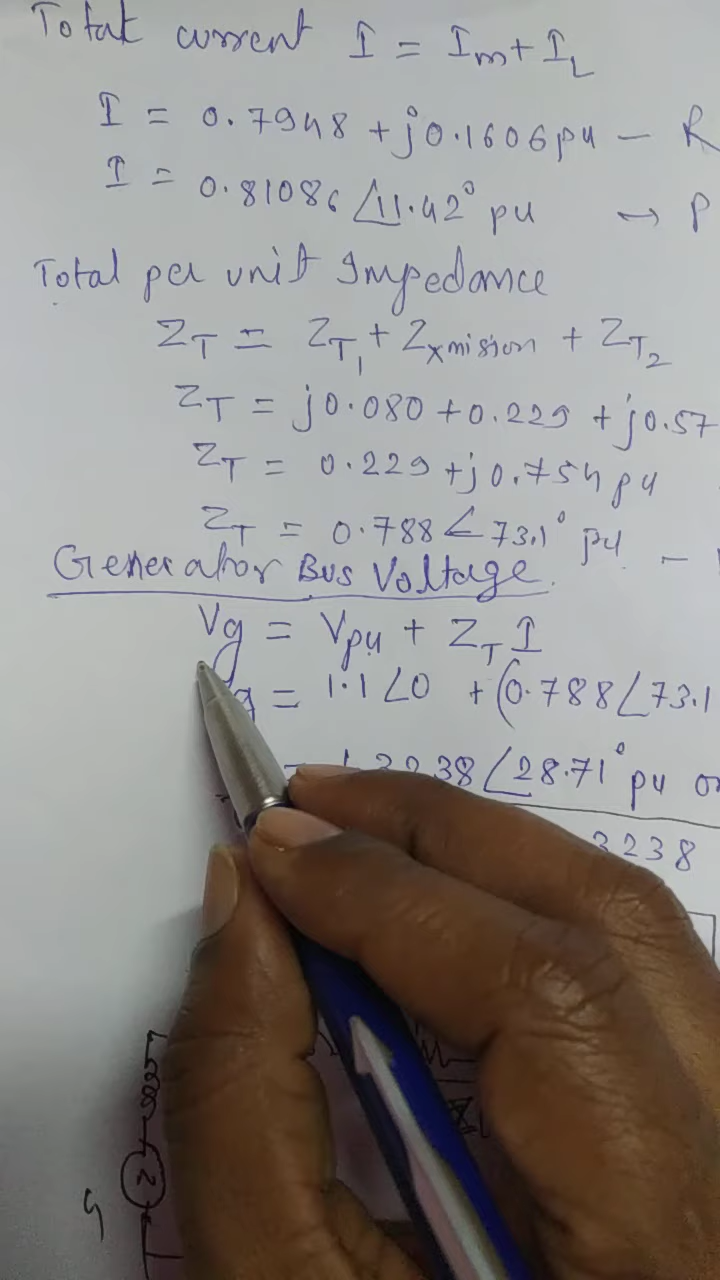 Total current I = Im + IL
I = 0.7948 + j0.1606 pu — R
I = 0.81086 ∠11.42° pu → P
Total per unit Impedance
ZT = ZT1 + Zxmission + ZT2
ZT = j0.080 + 0.229 + j0.57
ZT = 0.229 + j0.754 pu
ZT = 0.788 ∠73.1° pu —
Generator Bus Voltage
Vg = Vpu + ZT I
= 1.1 ∠0 + (0.788 ∠73.1
3238 ∠28.71° pu or
3238
G